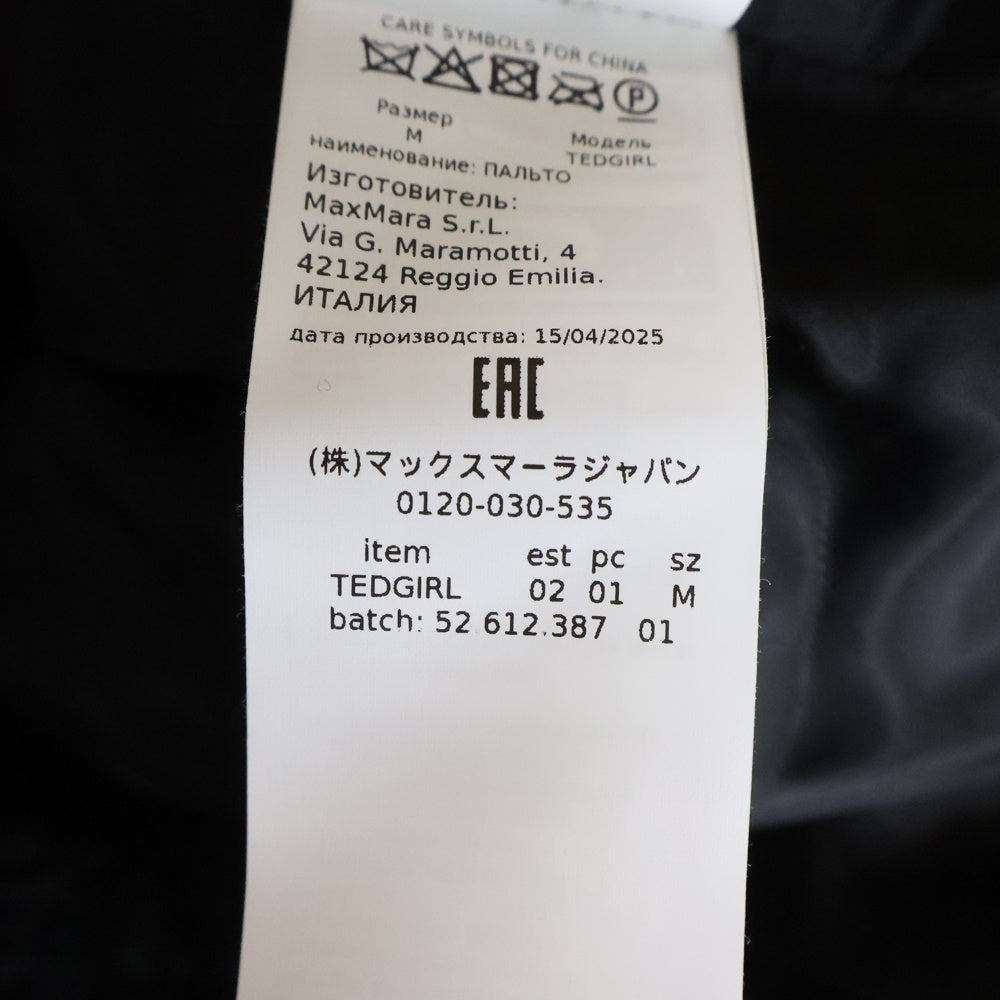 CARE SYMBOLS FOR CHINA
P
Размер Модель
M TEDGIRL
наименование: ПАЛЬТО
Изготовитель:
MaxMara S.r.L.
Via G. Maramotti, 4
42124 Reggio Emilia.
ИТАЛИЯ
дата производства: 15/04/2025
EAC
(株)マックスマーラジャパン
0120-030-535
item est pc sz
TEDGIRL 02 01 M
batch: 52 612.387 01